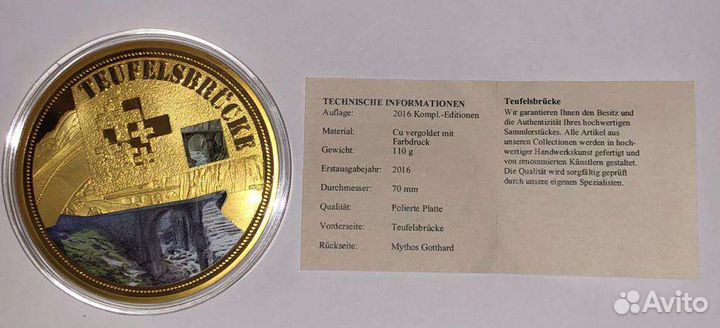 TEUFELSBRÜCKE
TECHNISCHE INFORMATIONEN
Auflage: 2016 Kompl.-Editionen
Material: Cu vergoldet mit
Farbdruck
Gewicht: 110 g
Erstausgabejahr: 2016
Durchmesser: 70 mm
Qualität: Polierte Platte
Vorderseite: Teufelsbrücke
Rückseite: Mythos Gotthard
Teufelsbrücke
Wir garantieren Ihnen den Besitz und
die Authentizität Ihres hochwertigen
Sammlerstückes. Alle Artikel aus
unseren Collectionen werden in hoch-
wertiger Handwerkskunst gefertigt und
von renommierten Künstlern gestaltet.
Die Qualität wird sorgfältig geprüft
durch unsere eigenen Spezialisten.
Avito